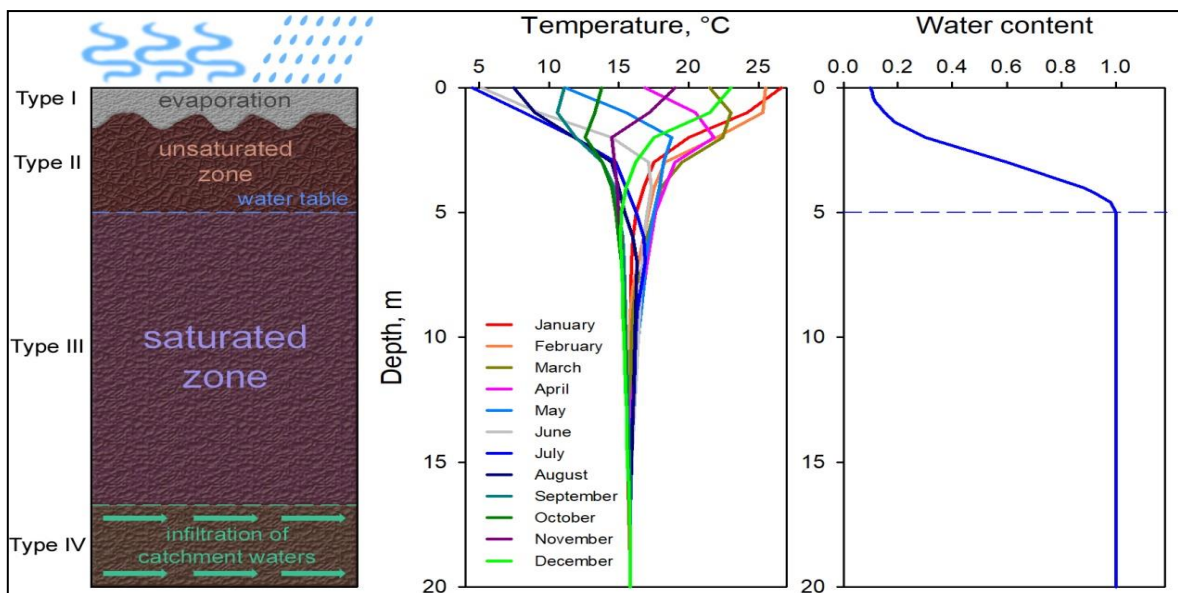 Type I
evaporation
Type II
unsaturated
zone
water table
Type III
saturated
zone
Type IV
infiltration of
catchment waters
Temperature, °C
5 10 15 20 25
Depth, m
0
5
10
15
20
January
February
March
April
May
June
July
August
September
October
November
December
Water content
0.0 0.2 0.4 0.6 0.8 1.0
0
5
10
15
20